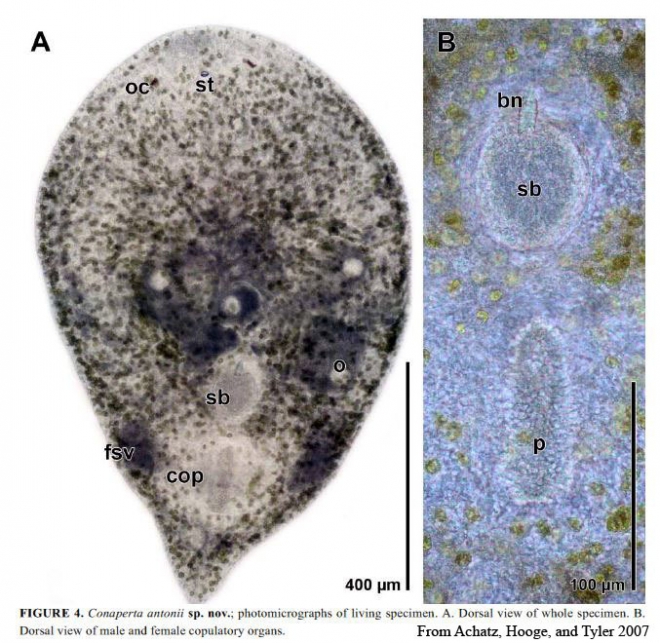 A
B
oc
st
bn
sb
o
sb
fsv
cop
p
400 µm
100 µm
FIGURE 4. Conaperta antonii sp. nov.; photomicrographs of living specimen. A. Dorsal view of whole specimen. B.
Dorsal view of male and female copulatory organs.
From Achatz, Hooge, and Tyler 2007